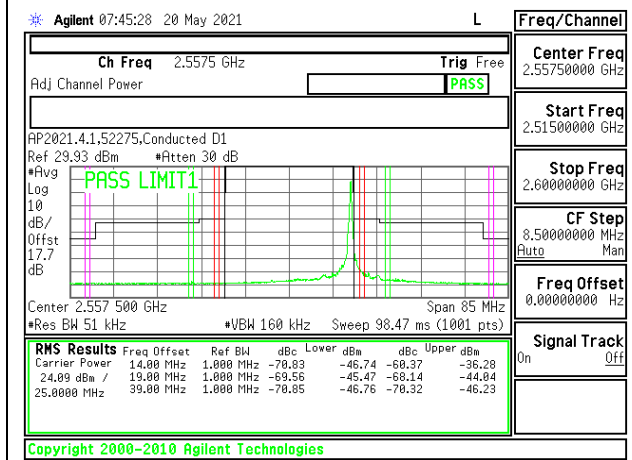 Agilent 07:45:28 20 May 2021 L Freq/Channel
Ch Freq 2.5575 GHz Trig Free
Adj Channel Power PASS
Center Freq
2.55750000 GHz
Start Freq
2.51500000 GHz
Stop Freq
2.60000000 GHz
CF Step
8.50000000 MHz
Auto Man
Freq Offset
0.00000000 Hz
Signal Track
On Off
AP2021.4.1,52275,Conducted D1
Ref 29.93 dBm #Atten 30 dB
#Avg
Log
10
dB/
Offst
17.7
dB
PASS LIMIT1
Center 2.557 500 GHz Span 85 MHz
#Res BW 51 kHz #VBW 160 kHz Sweep 98.47 ms (1001 pts)
RMS Results Freq Offset Ref BW dBc Lower dBm dBc Upper dBm
Carrier Power 14.00 MHz 1.000 MHz -70.83 -46.74 -60.37 -36.28
24.09 dBm / 19.00 MHz 1.000 MHz -69.56 -45.47 -68.14 -44.04
25.0000 MHz 39.00 MHz 1.000 MHz -70.85 -46.76 -70.32 -46.23
Copyright 2000-2010 Agilent Technologies